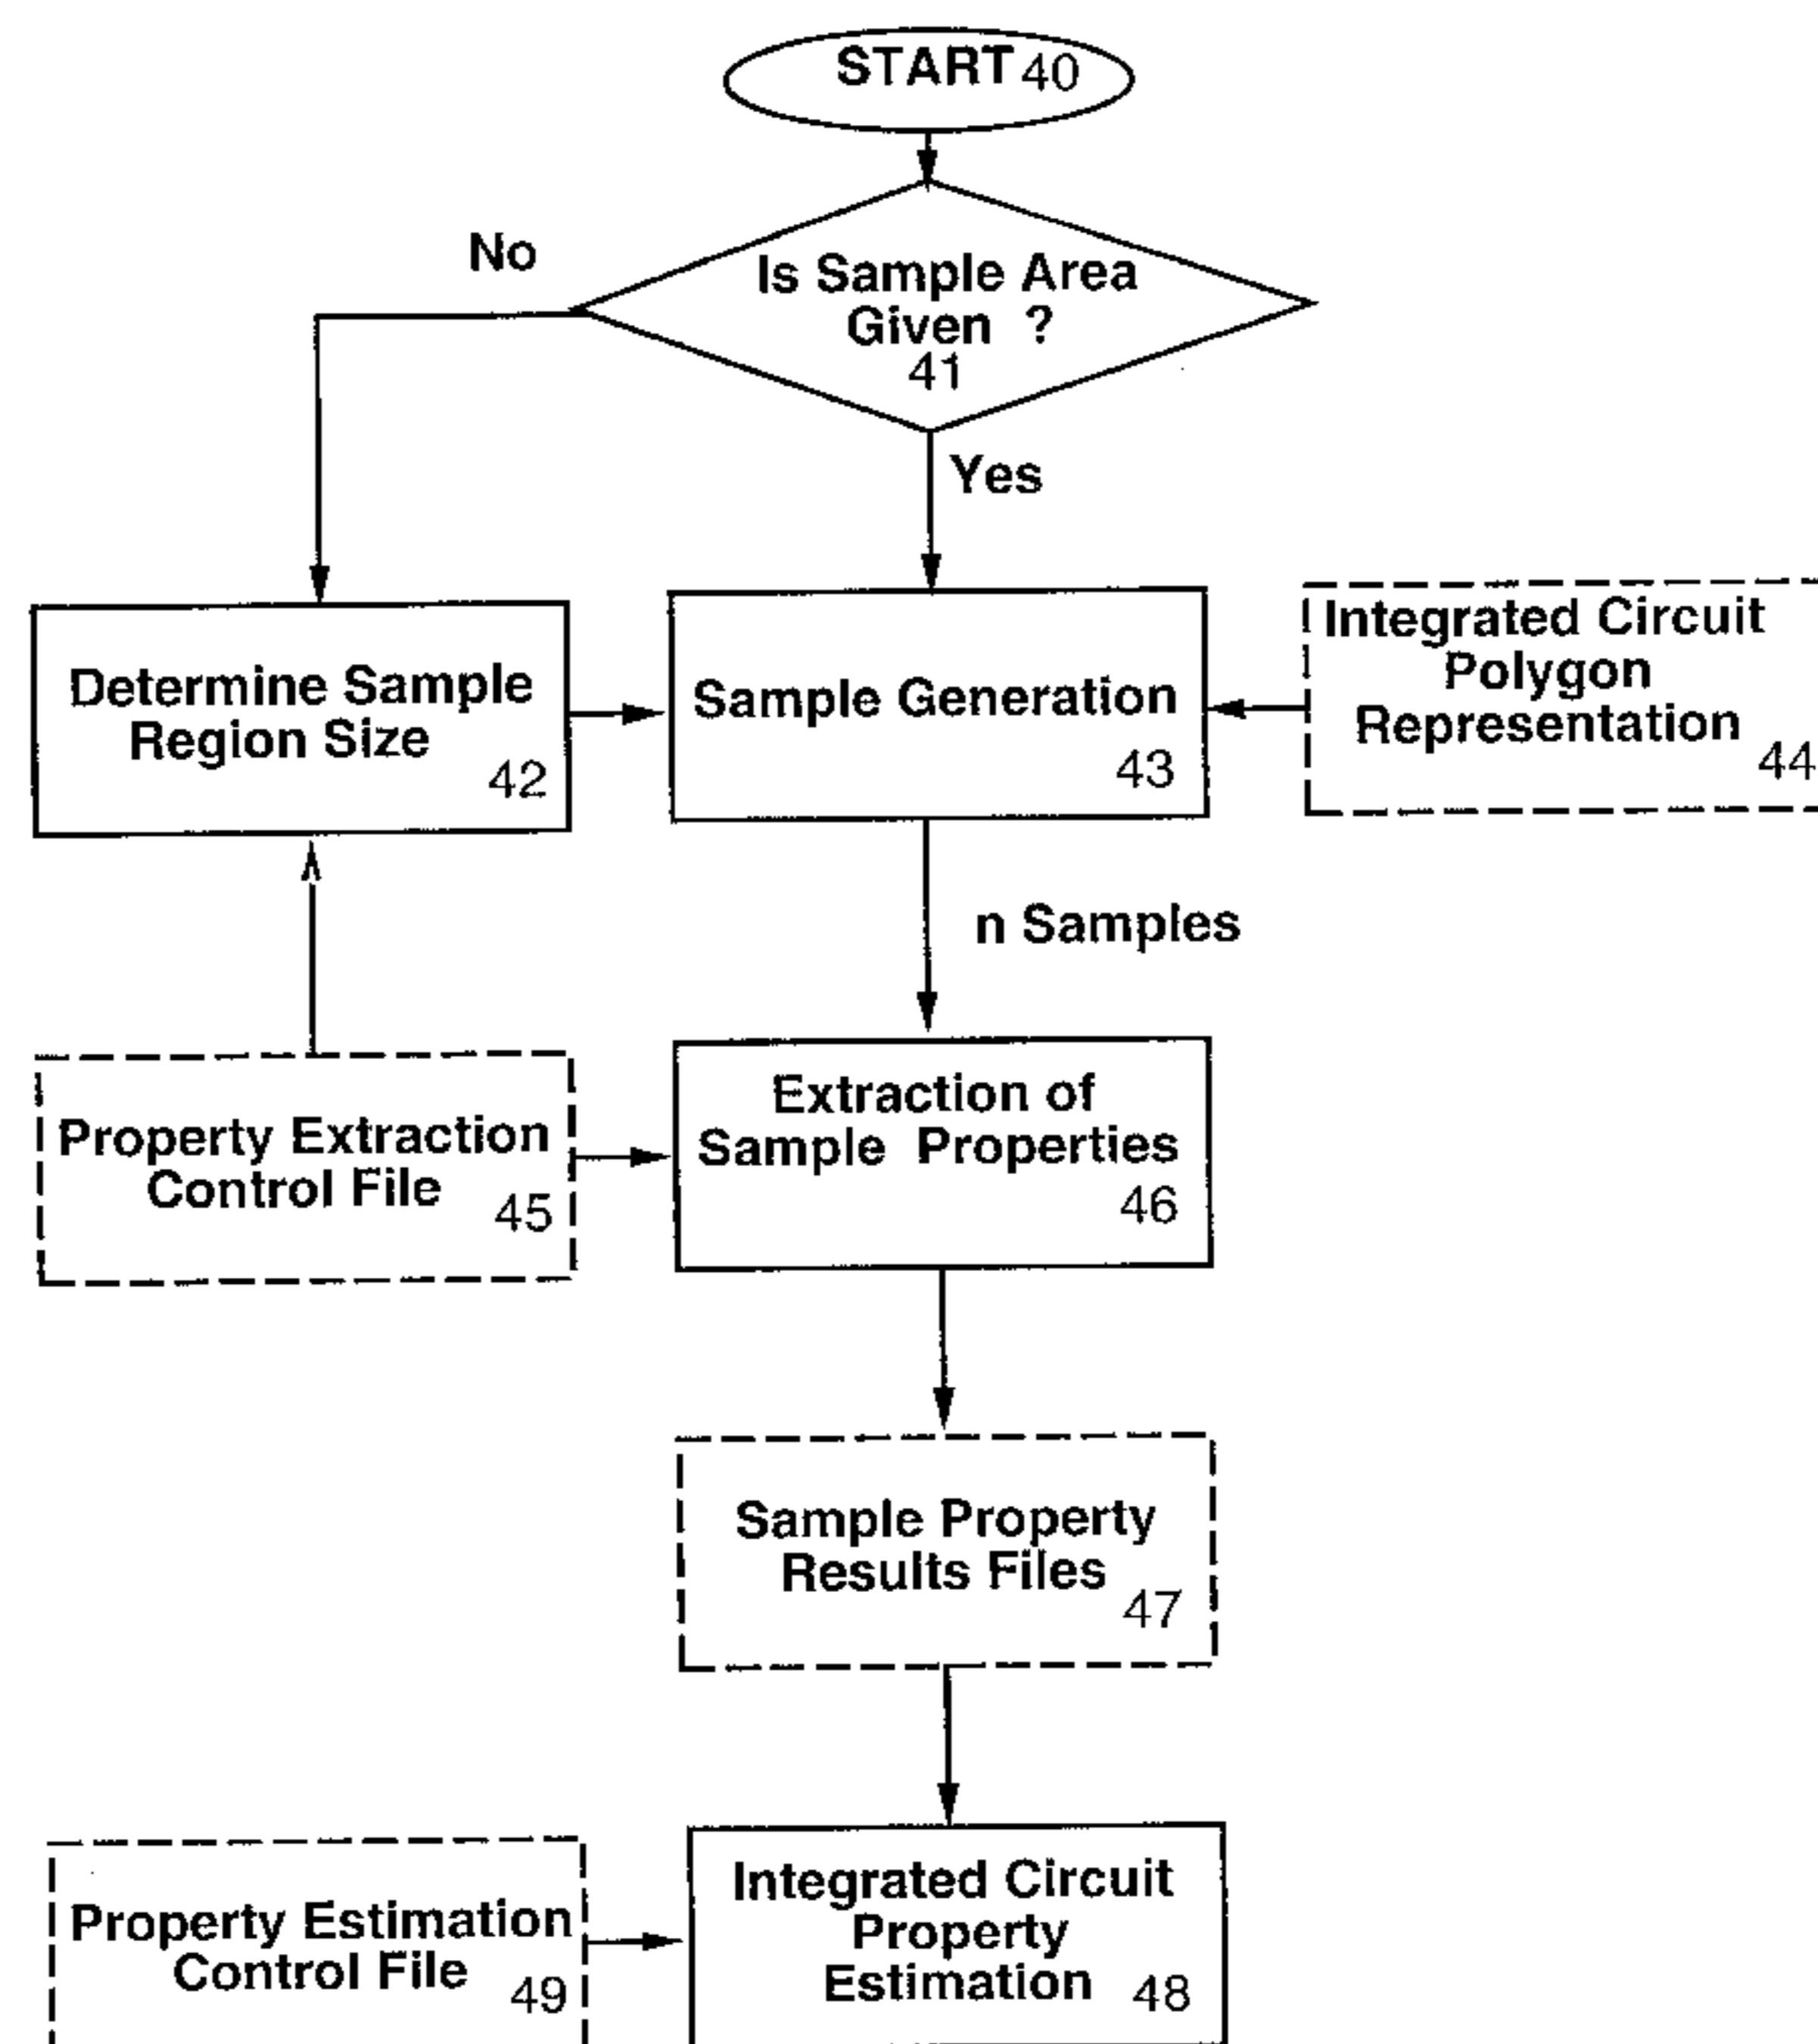 START 40
No
Is Sample Area
Given ?
41
Yes
Determine Sample
Region Size
42
Sample Generation
43
Integrated Circuit
Polygon
Representation
44
n Samples
Property Extraction
Control File
45
Extraction of
Sample Properties
46
Sample Property
Results Files
47
Property Estimation
Control File
49
Integrated Circuit
Property
Estimation 48